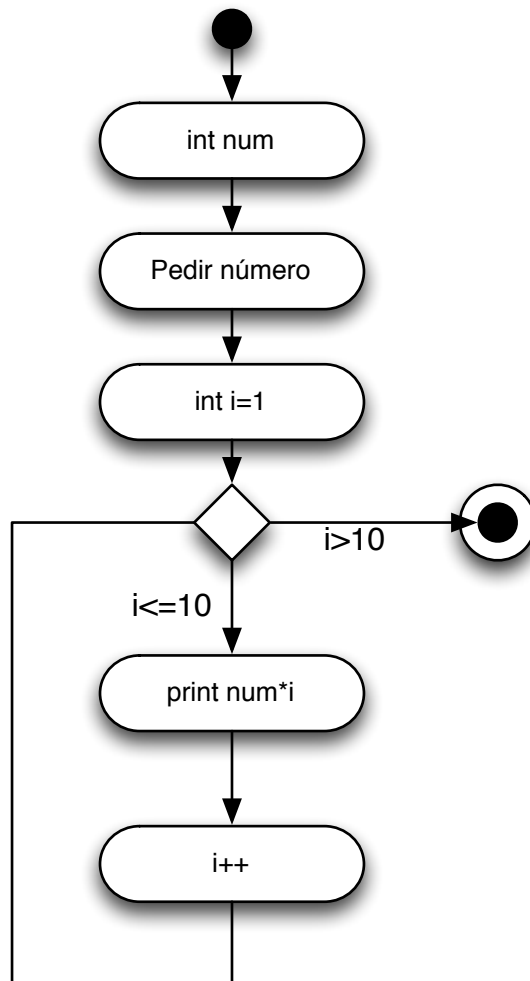 int num
Pedir número
int i=1
i>10
i<=10
print num*i
i++